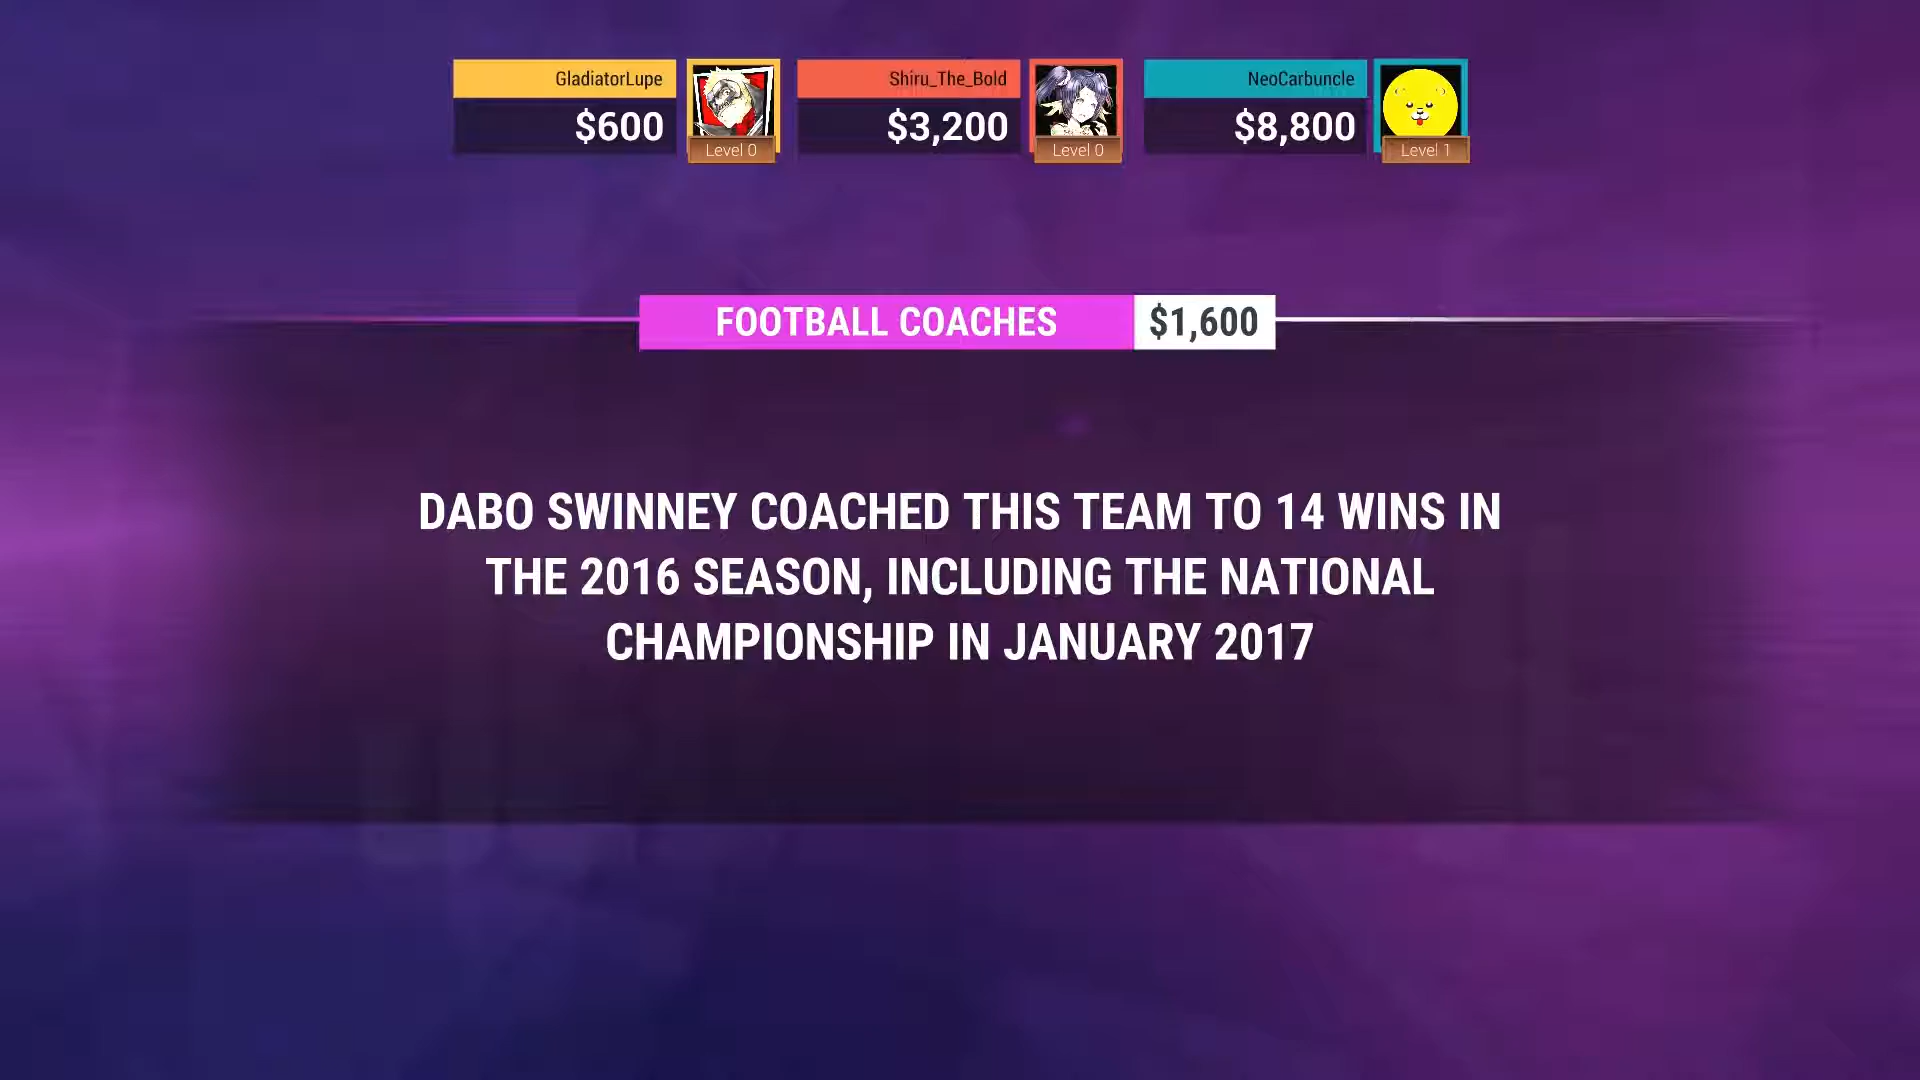 GladiatorLupe
$600
Level 0
Shiru_The_Bold
$3,200
Level 0
NeoCarbuncle
$8,800
Level 1
FOOTBALL COACHES
$1,600
DABO SWINNEY COACHED THIS TEAM TO 14 WINS IN
THE 2016 SEASON, INCLUDING THE NATIONAL
CHAMPIONSHIP IN JANUARY 2017